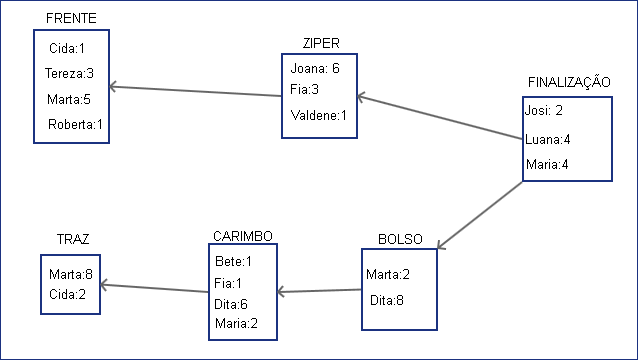 FRENTE
Cida:1
Tereza:3
Marta:5
Roberta:1
ZIPER
Joana: 6
Fia:3
Valdene:1
FINALIZAÇÃO
Josi: 2
Luana:4
Maria:4
TRAZ
Marta:8
Cida:2
CARIMBO
Bete:1
Fia:1
Dita:6
Maria:2
BOLSO
Marta:2
Dita:8